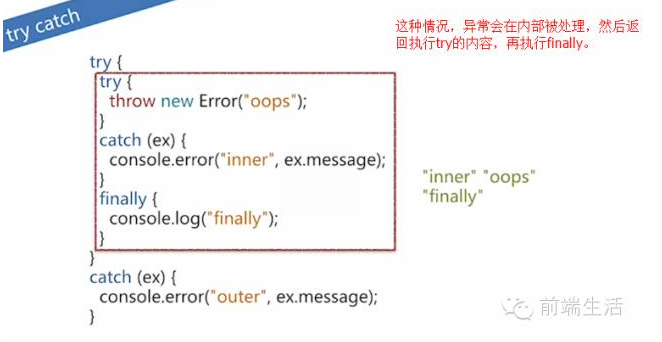 try catch
这种情况，异常会在内部被处理，然后返
回执行try的内容，再执行finally。
try {
try {
throw new Error("oops");
}
catch (ex) {
console.error("inner", ex.message);
}
finally {
console.log("finally");
}
}
catch (ex) {
console.error("outer", ex.message);
}
"inner" "oops"
"finally"
前端生活